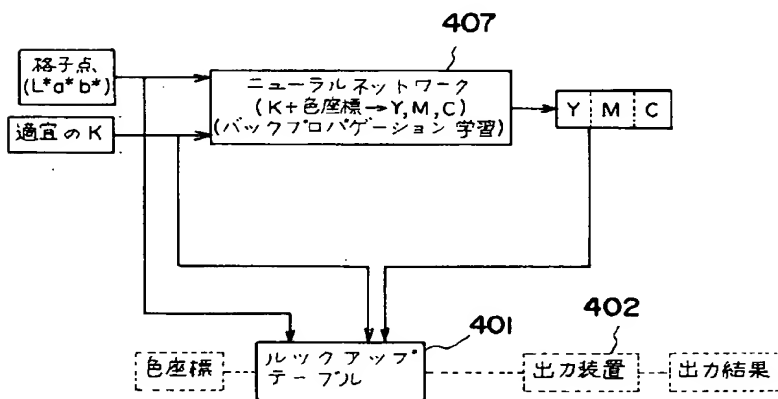 407
格子点
(L*a*b*)
適宜のK
ニューラルネットワーク
(K+色座標→Y,M,C)
(バックプロパゲーション学習)
Y M C
401
402
色座標
ルックアップ
テーブル
出力装置
出力結果